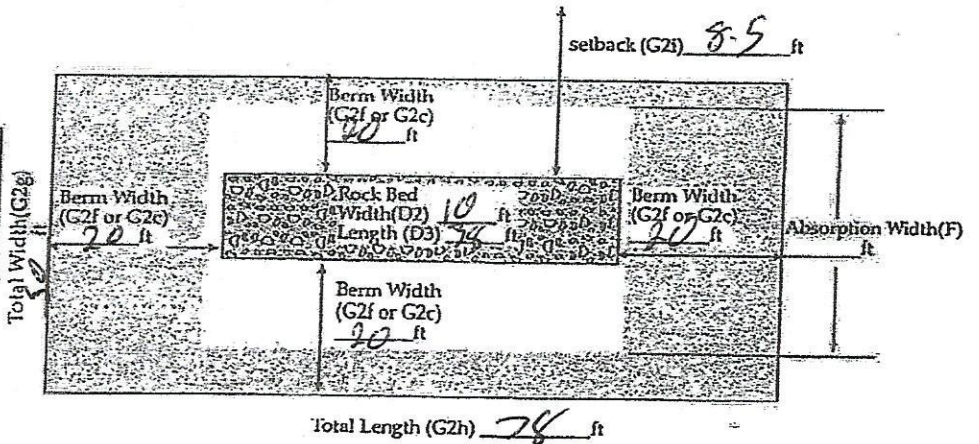 setback (G2i) 8.5 ft
Berm Width
(G2f or G2c)
20 ft
Total Width(G2g)
50 ft
Berm Width
(G2f or G2c)
20 ft
Rock Bed
Width(D2) 10 ft
Length (D3) ft
Berm Width
(G2f or G2c)
20 ft
Absorption Width(F)
ft
Berm Width
(G2f or G2c)
20 ft
Total Length (G2h) 78 ft